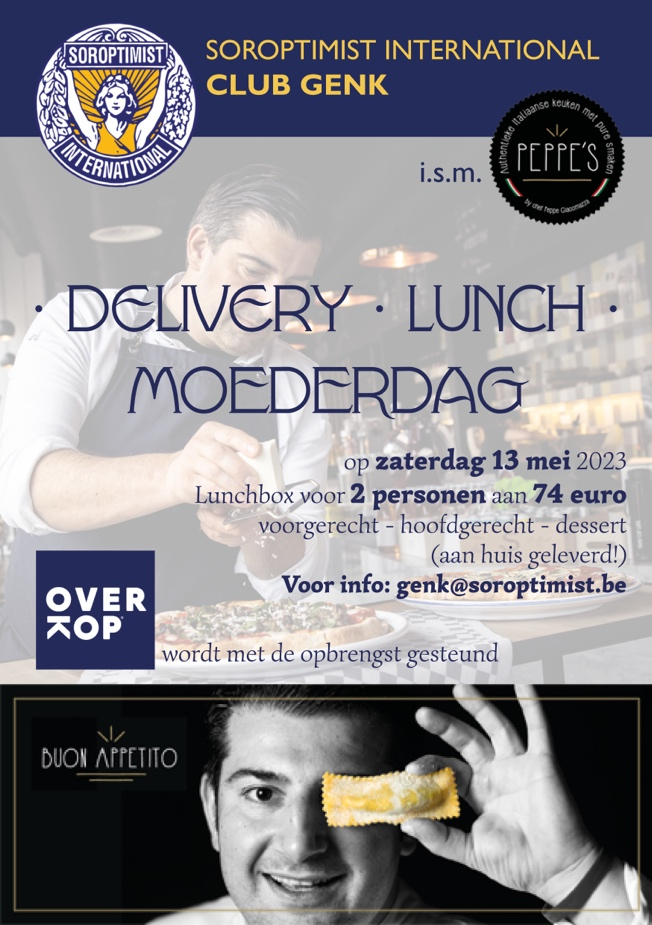 SOROPTIMIST
INTERNATIONAL
SOROPTIMIST INTERNATIONAL
CLUB GENK
i.s.m.
Authentieke Italiaanse keuken met pure smaken
PEPPE'S
by chef Peppe Giacomazza
· DELIVERY · LUNCH ·
MOEDERDAG
op zaterdag 13 mei 2023
Lunchbox voor 2 personen aan 74 euro
voorgerecht - hoofdgerecht - dessert
(aan huis geleverd!)
Voor info: genk@soroptimist.be
OVER
KOP
wordt met de opbrengst gesteund
BUON APPETITO